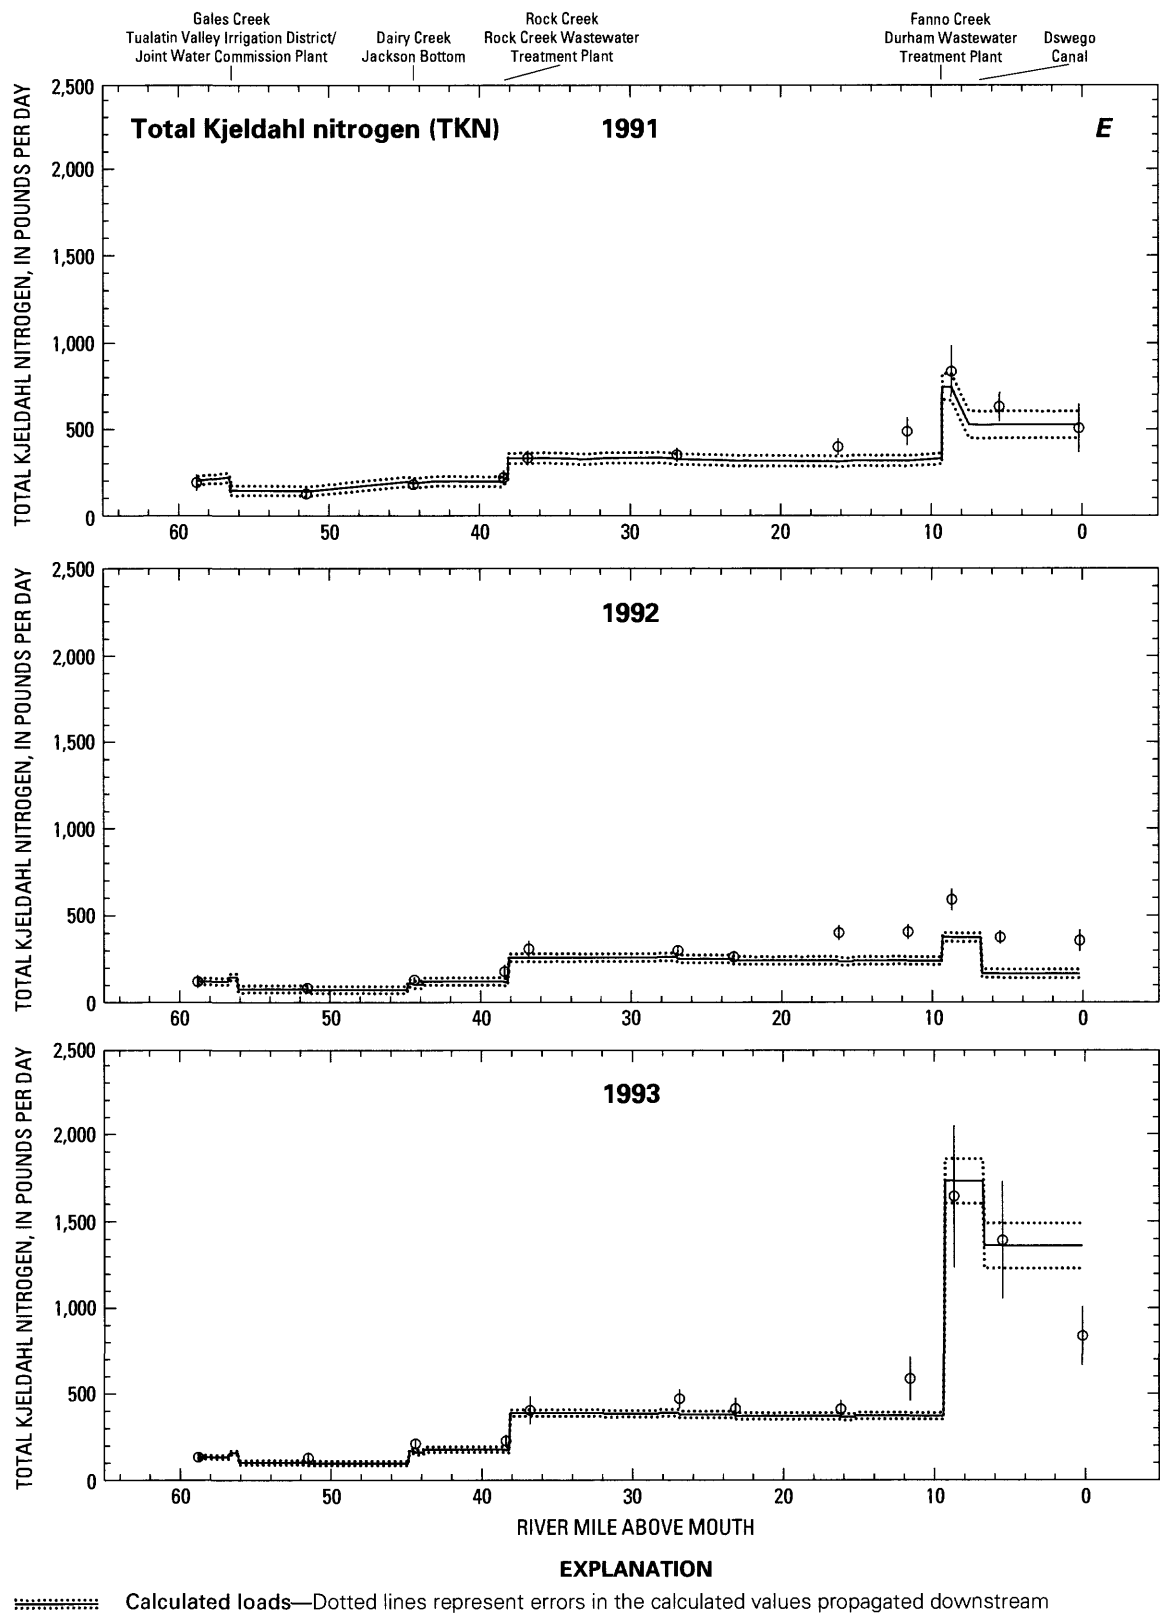 Gales Creek
Tualatin Valley Irrigation District/
Joint Water Commission Plant
Dairy Creek
Jackson Bottom
Rock Creek
Rock Creek Wastewater
Treatment Plant
Fanno Creek
Durham Wastewater
Treatment Plant
Dswego
Canal
TOTAL KJELDAHL NITROGEN, IN POUNDS PER DAY
Total Kjeldahl nitrogen (TKN) 1991 E
2,500
2,000
1,500
1,000
500
0
60 50 40 30 20 10 0
TOTAL KJELDAHL NITROGEN, IN POUNDS PER DAY
1992
2,500
2,000
1,500
1,000
500
0
60 50 40 30 20 10 0
TOTAL KJELDAHL NITROGEN, IN POUNDS PER DAY
1993
2,500
2,000
1,500
1,000
500
0
60 50 40 30 20 10 0
RIVER MILE ABOVE MOUTH
EXPLANATION
Calculated loads—Dotted lines represent errors in the calculated values propagated downstream